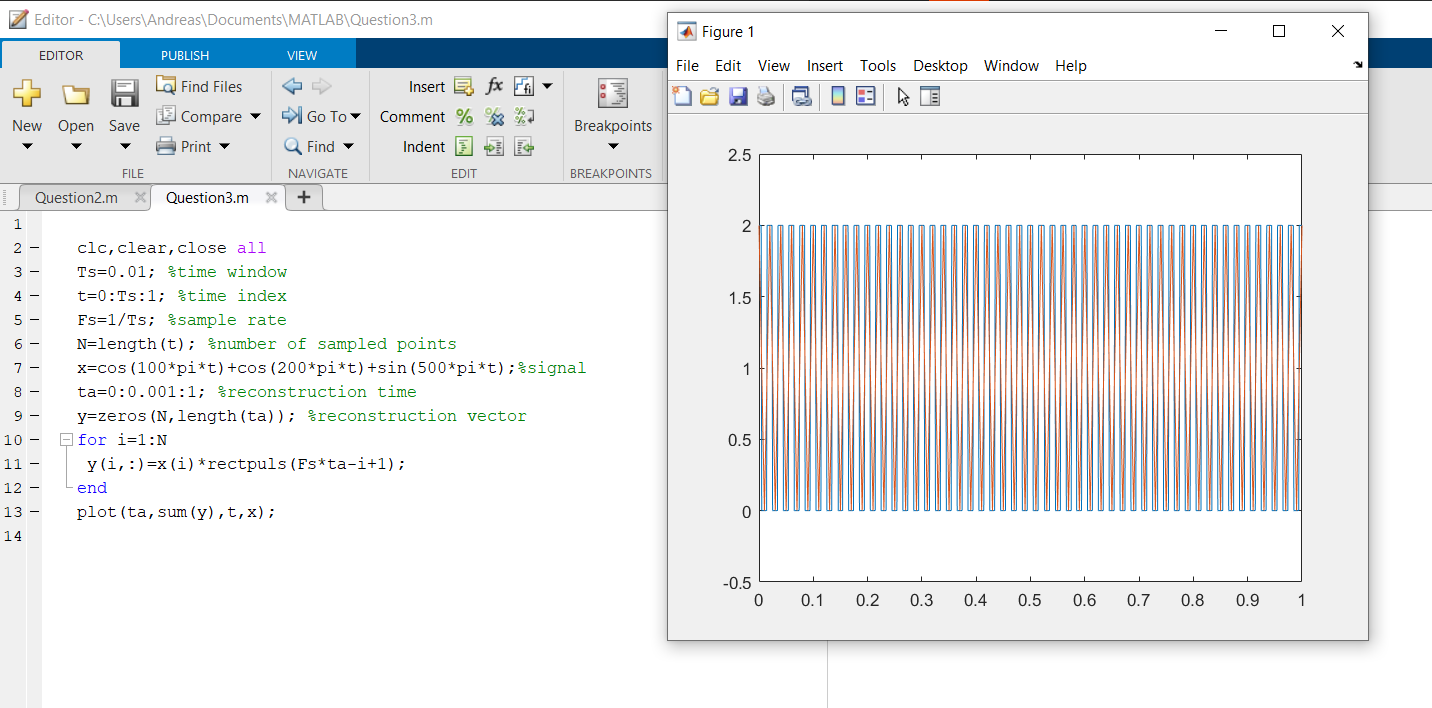 Editor - C:\Users\Andreas\Documents\MATLAB\Question3.m
EDITOR PUBLISH VIEW
New
Open
Save
Find Files
Compare
Print
FILE
Go To
Find
NAVIGATE
Insert fx
Comment
Indent
EDIT
Breakpoints
BREAKPOINTS
Question2.m Question3.m
1
2 clc,clear,close all
3 Ts=0.01; %time window
4 t=0:Ts:1; %time index
5 Fs=1/Ts; %sample rate
6 N=length(t); %number of sampled points
7 x=cos(100*pi*t)+cos(200*pi*t)+sin(500*pi*t);%signal
8 ta=0:0.001:1; %reconstruction time
9 y=zeros(N,length(ta)); %reconstruction vector
10 for i=1:N
11 y(i,:)=x(i)*rectpuls(Fs*ta-i+1);
12 end
13 plot(ta,sum(y),t,x);
14
Figure 1
File Edit View Insert Tools Desktop Window Help
2.5
2
1.5
1
0.5
0
-0.5
0 0.1 0.2 0.3 0.4 0.5 0.6 0.7 0.8 0.9 1